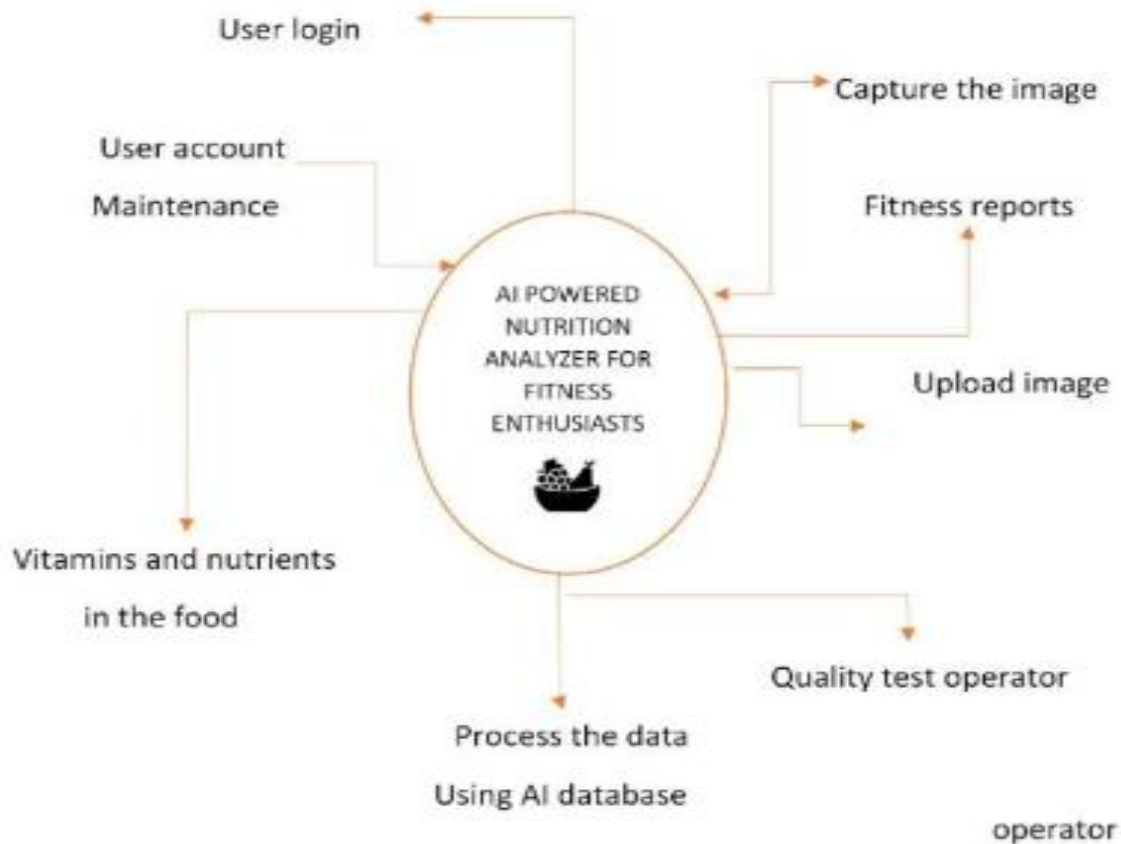 User login
Capture the image
User account
Maintenance
Fitness reports
AI POWERED
NUTRITION
ANALYZER FOR
FITNESS
ENTHUSIASTS
Upload image
Vitamins and nutrients
in the food
Quality test operator
Process the data
Using AI database
operator